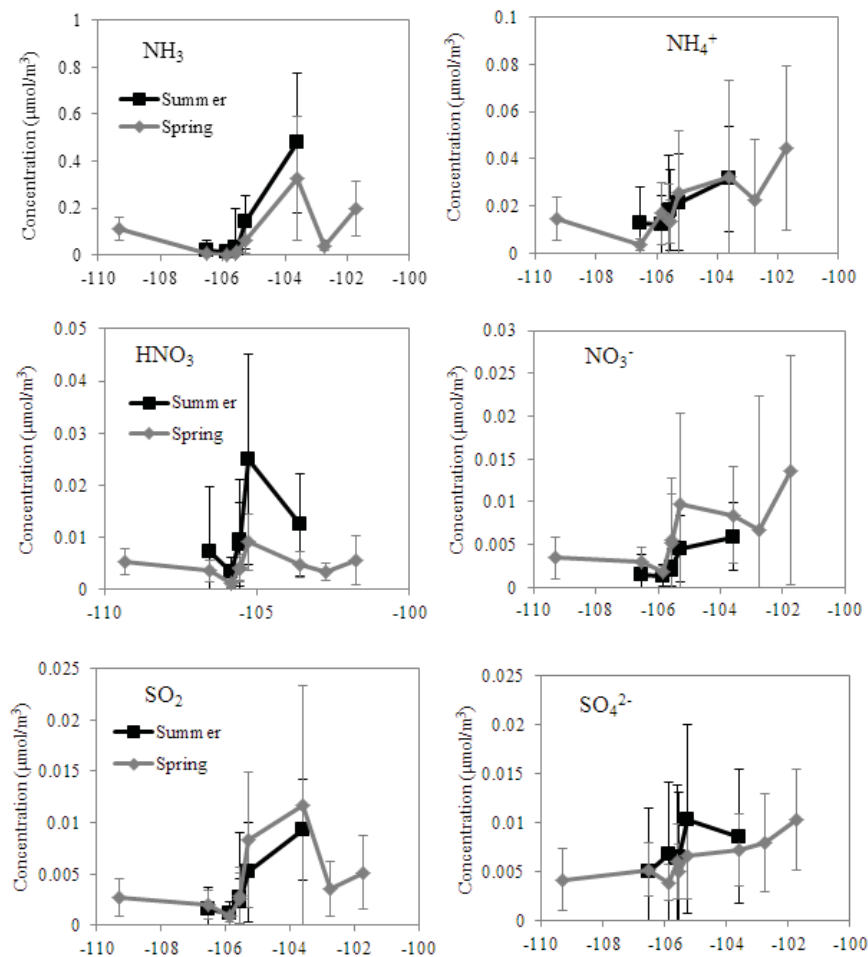 NH₃
Concentration (µmol/m³)
1
0.8
0.6
0.4
0.2
0
Summer
Spring
-110 -108 -106 -104 -102 -100
NH₄⁺
Concentration (µmol/m³)
0.1
0.08
0.06
0.04
0.02
0
-110 -108 -106 -104 -102 -100
HNO₃
Concentration (µmol/m³)
0.05
0.04
0.03
0.02
0.01
0
Summer
Spring
-110 -105 -100
NO₃⁻
Concentration (µmol/m³)
0.03
0.025
0.02
0.015
0.01
0.005
0
-110 -108 -106 -104 -102 -100
SO₂
Concentration (µmol/m³)
0.025
0.02
0.015
0.01
0.005
0
Summer
Spring
-110 -108 -106 -104 -102 -100
SO₄²⁻
Concentration (µmol/m³)
0.025
0.02
0.015
0.01
0.005
0
-110 -108 -106 -104 -102 -100